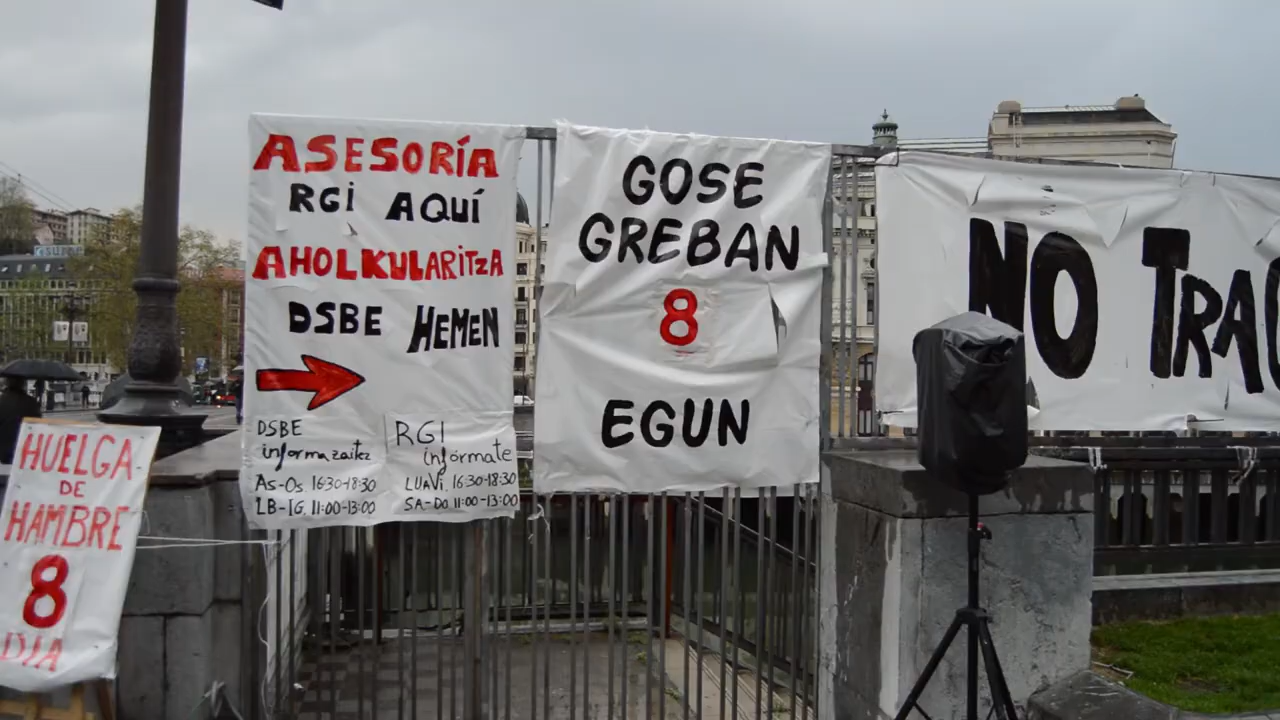 HUELGA
DE
HAMBRE
8
DIA
ASESORÍA
RGI AQUÍ
AHOLKULARITZA
DSBE HEMEN
DSBE
informazaitez
As-Os 16:30-18:30
LB-IG, 11:00-13:00
RGI
infórmate
LUaVi, 16:30-18:30
SA-DO 11:00-13:00
GOSE
GREBAN
8
EGUN
NO